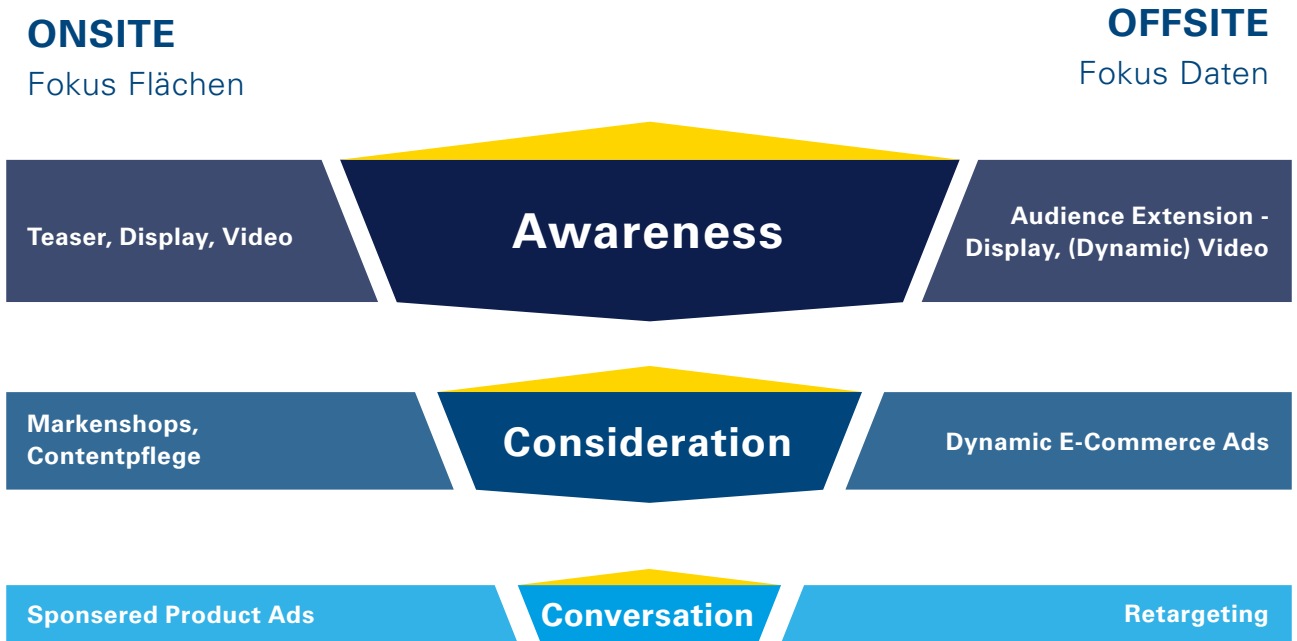 ONSITE
Fokus Flächen
OFFSITE
Fokus Daten
Teaser, Display, Video
Awareness
Audience Extension -
Display, (Dynamic) Video
Markenshops,
Contentpflege
Consideration
Dynamic E-Commerce Ads
Sponsered Product Ads
Conversation
Retargeting